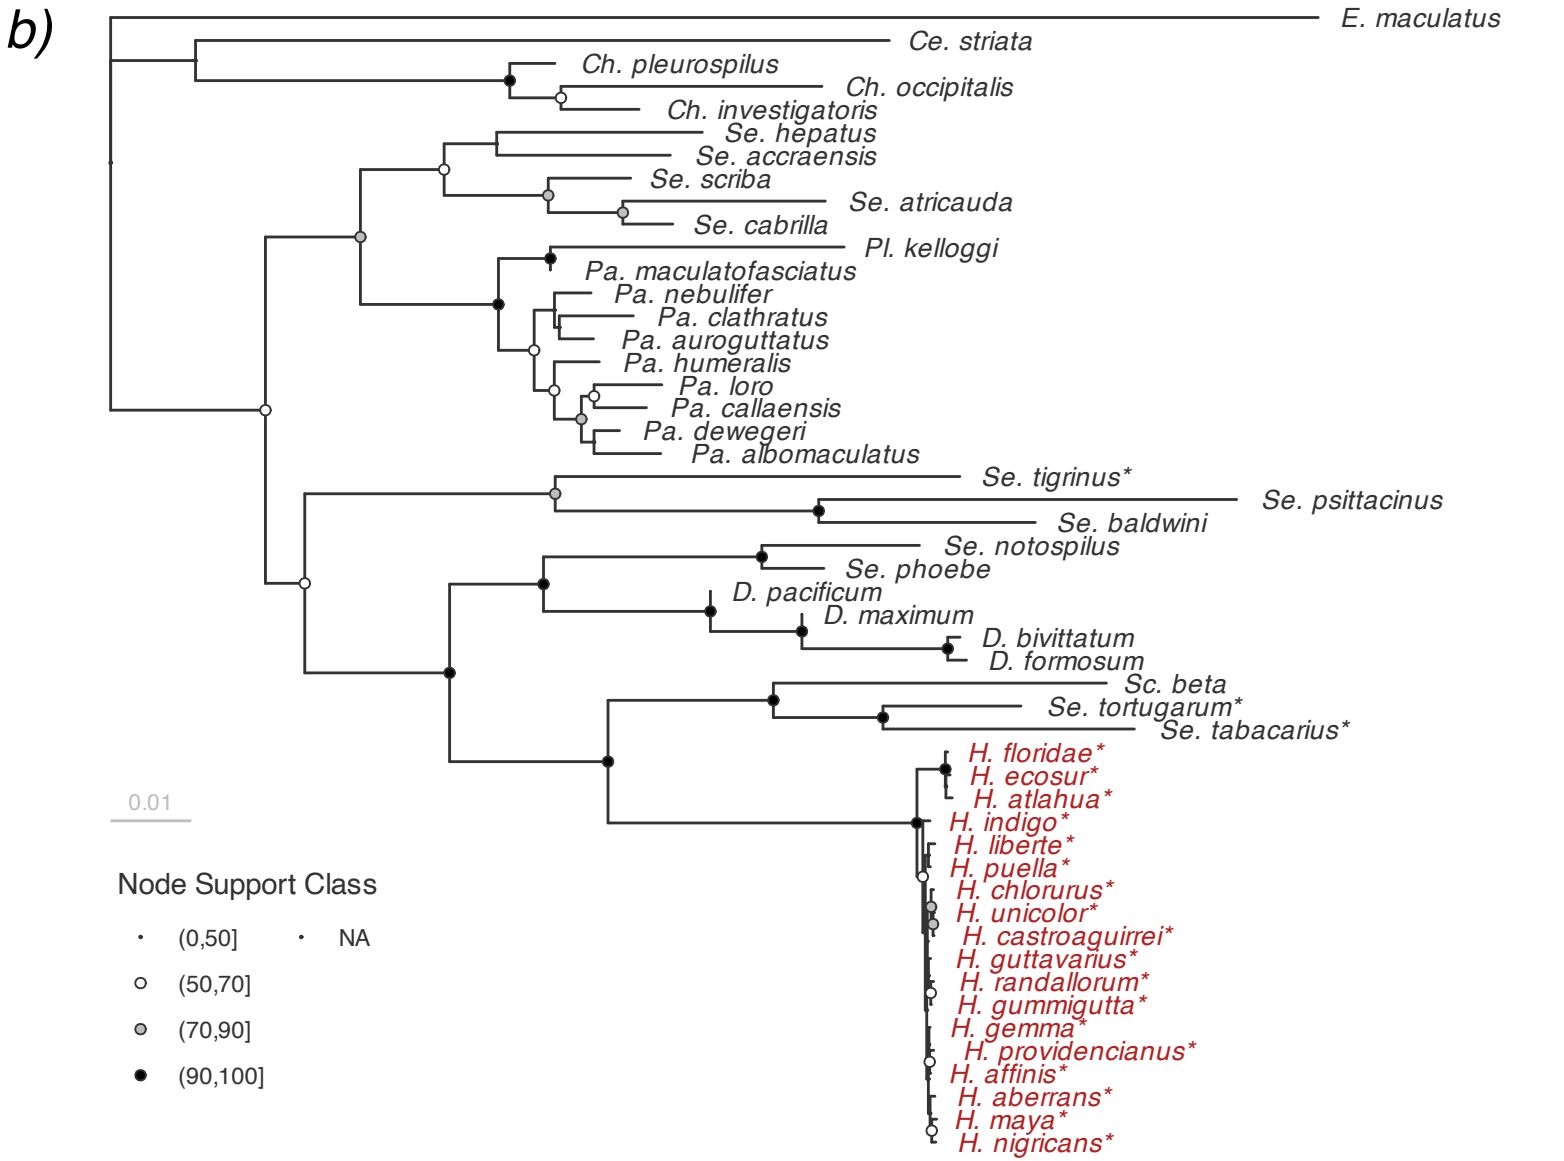 b)
E. maculatus
Ce. striata
Ch. pleurospilus
Ch. occipitalis
Ch. investigatoris
Se. hepatus
Se. accraensis
Se. scriba
Se. atricauda
Se. cabrilla
Pl. kelloggi
Pa. maculatofasciatus
Pa. nebulifer
Pa. clathratus
Pa. auroguttatus
Pa. humeralis
Pa. loro
Pa. callaensis
Pa. dewegeri
Pa. albomaculatus
Se. tigrinus*
Se. psittacinus
Se. baldwini
Se. notospilus
Se. phoebe
D. pacificum
D. maximum
D. bivittatum
D. formosum
Sc. beta
Se. tortugarum*
Se. tabacarius*
H. floridae*
H. ecosur*
H. atlahua*
H. indigo*
H. liberte*
H. puella*
H. chlorurus*
H. unicolor*
H. castroaguirrei*
H. guttavarius*
H. randallorum*
H. gummigutta*
H. gemma*
H. providencianus*
H. affinis*
H. aberrans*
H. maya*
H. nigricans*
0.01
Node Support Class
(0,50] NA
(50,70]
(70,90]
(90,100]